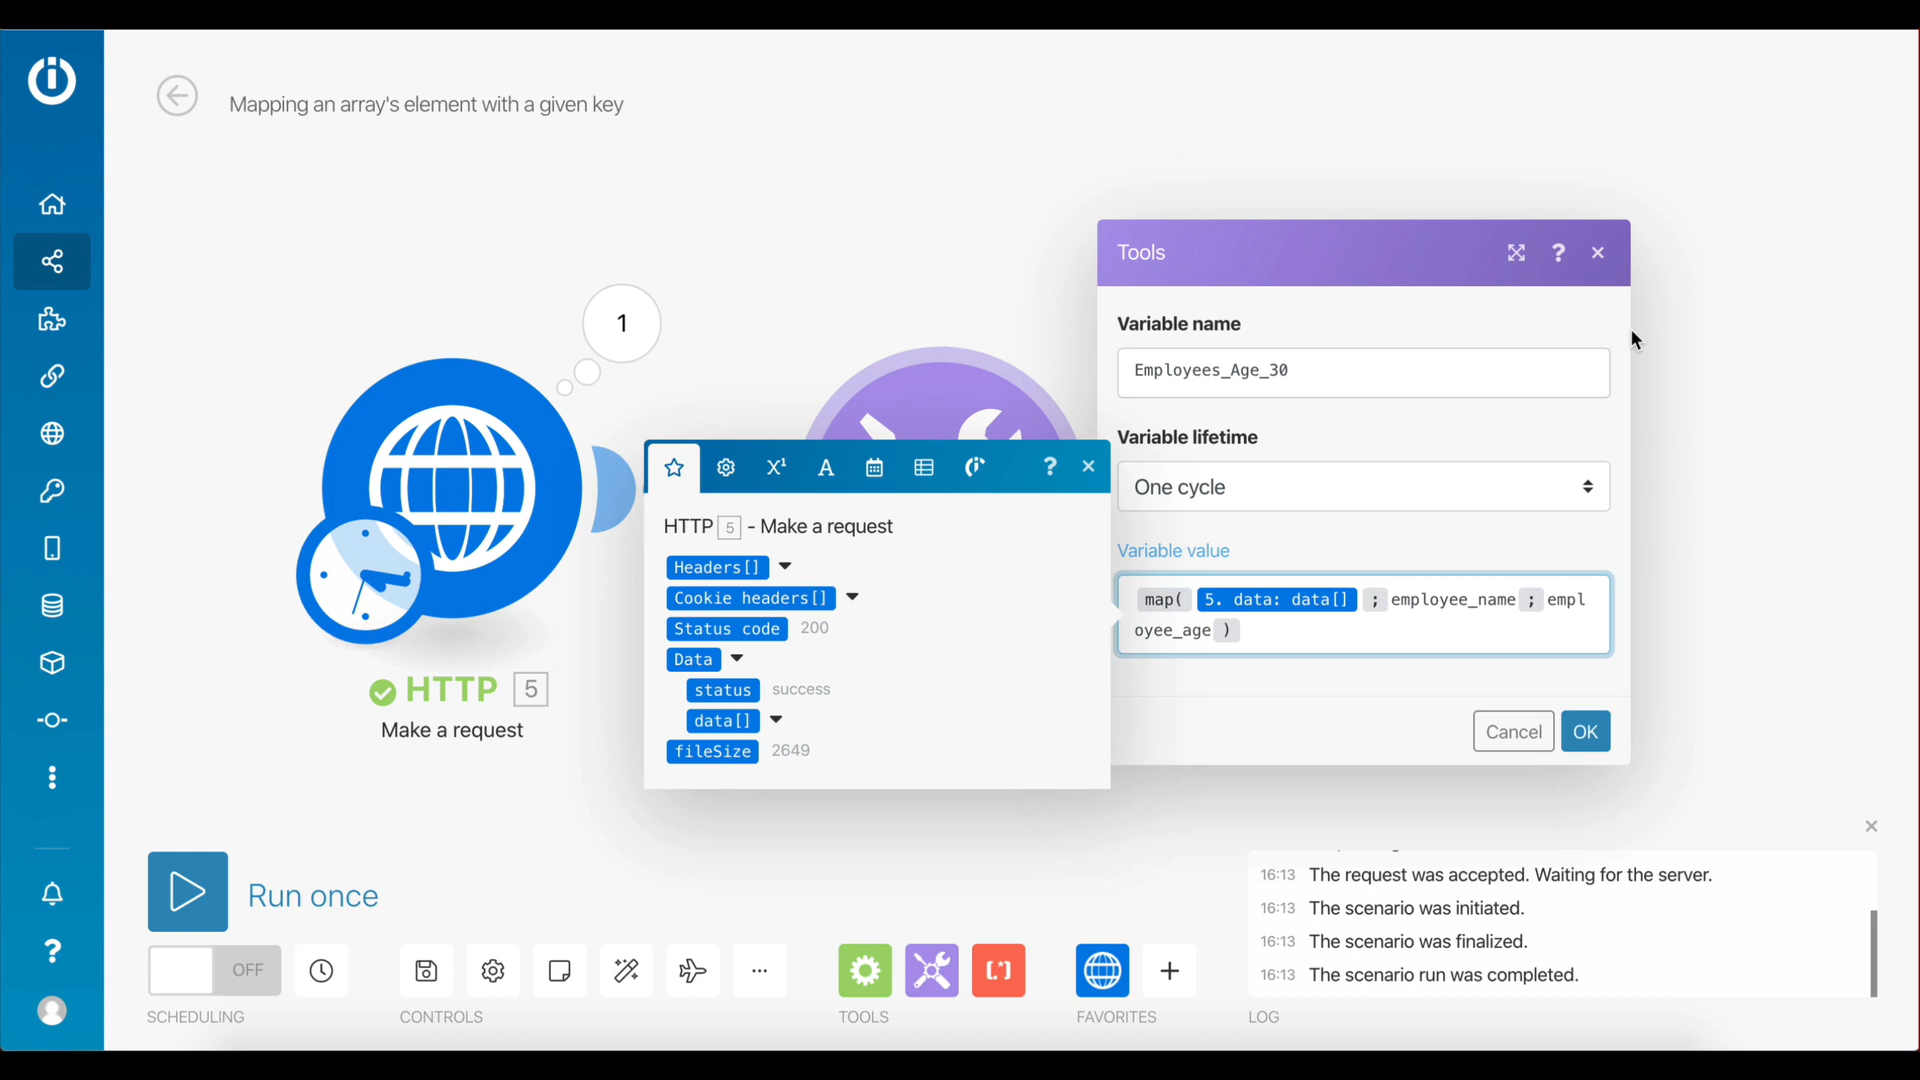 Mapping an array's element with a given key
1
Tools
?
Variable name
Employees_Age_30
Variable lifetime
One cycle
Variable value
map( 5. data: data[] ; employee_name ; empl
oyee_age )
Cancel OK
X¹ A ?
HTTP 5 - Make a request
Headers[]
Cookie headers[]
Status code 200
Data
status success
data[]
fileSize 2649
HTTP 5
Make a request
Run once
OFF
SCHEDULING
CONTROLS
[.*]
TOOLS
FAVORITES
16:13 The request was accepted. Waiting for the server.
16:13 The scenario was initiated.
16:13 The scenario was finalized.
16:13 The scenario run was completed.
LOG